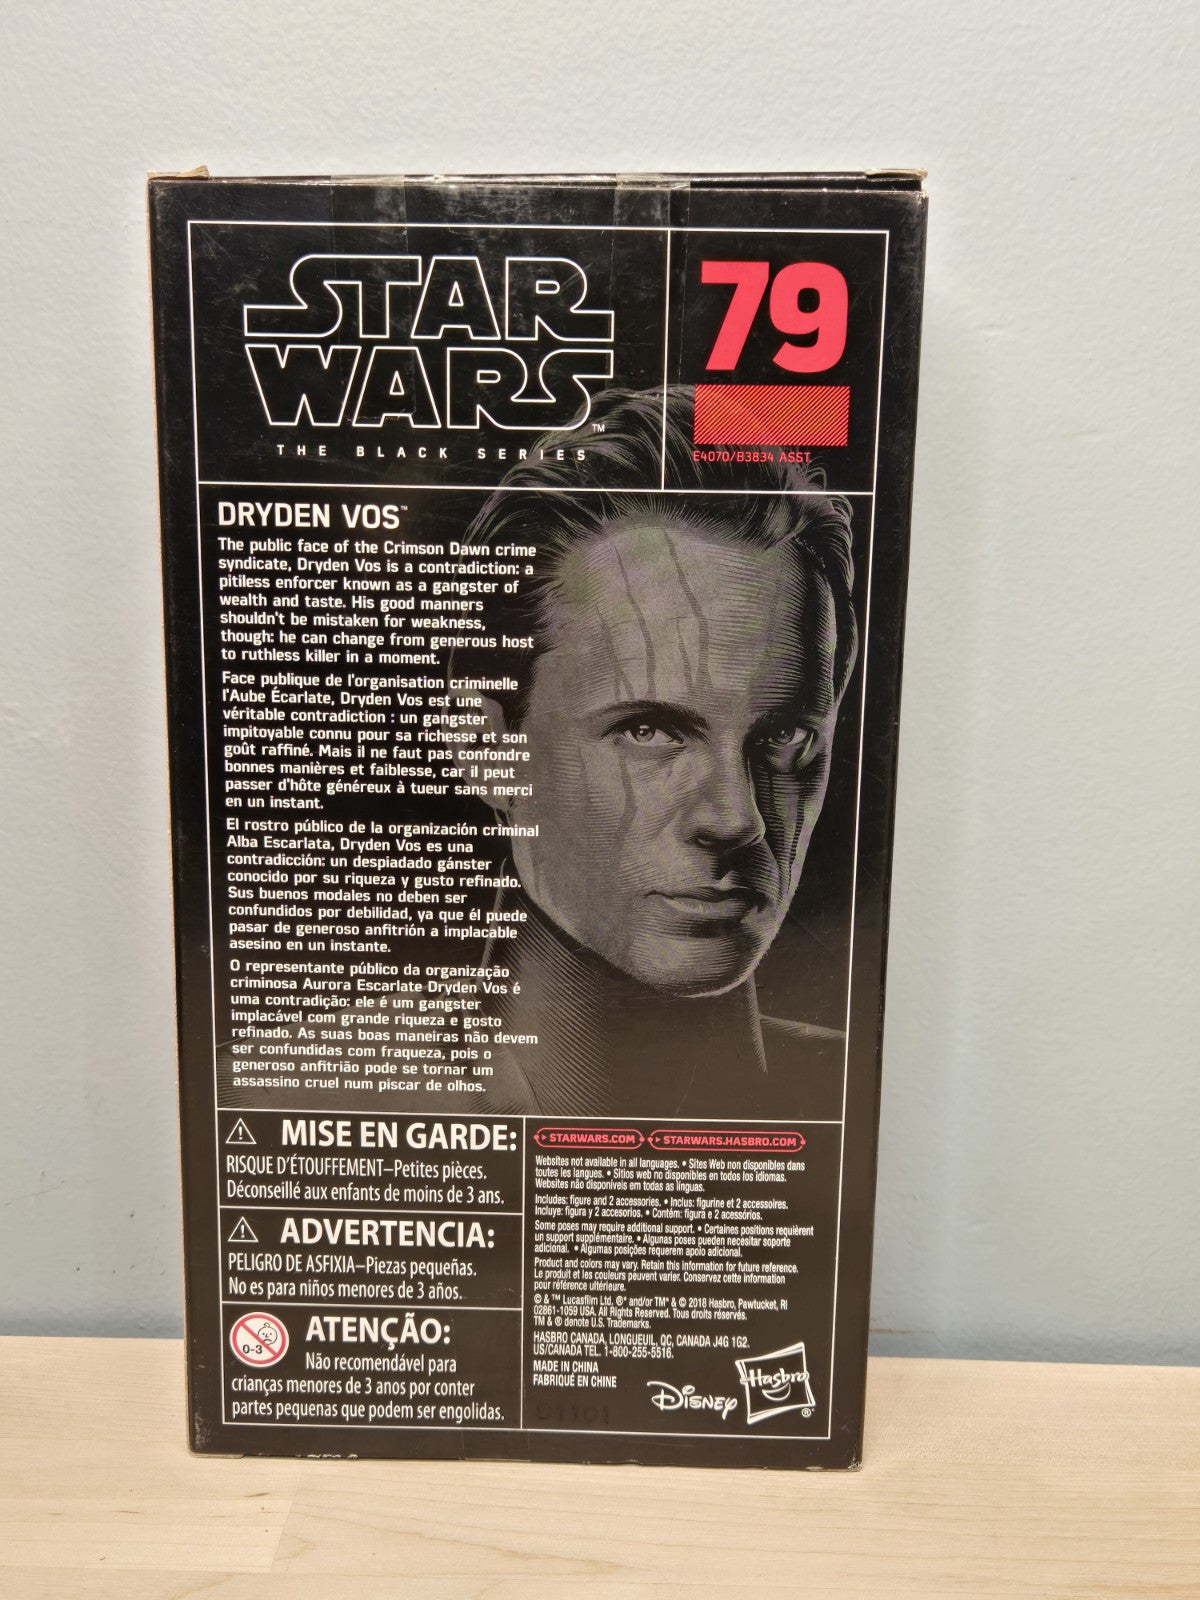 STAR
WARS™
THE BLACK SERIES
79
E4070/B3834 ASST.
DRYDEN VOS™
The public face of the Crimson Dawn crime
syndicate, Dryden Vos is a contradiction: a
pitiless enforcer known as a gangster of
wealth and taste. His good manners
shouldn't be mistaken for weakness,
though: he can change from generous host
to ruthless killer in a moment.
Face publique de l'organisation criminelle
l'Aube Écarlate, Dryden Vos est une
véritable contradiction : un gangster
impitoyable connu pour sa richesse et son
goût raffiné. Mais il ne faut pas confondre
bonnes manières et faiblesse, car il peut
passer d'hôte généreux à tueur sans merci
en un instant.
El rostro público de la organización criminal
Alba Escarlata, Dryden Vos es una
contradicción: un despiadado gánster
conocido por su riqueza y gusto refinado.
Sus buenos modales no deben ser
confundidos por debilidad, ya que él puede
pasar de generoso anfitrión a implacable
asesino en un instante.
O representante público da organização
criminosa Aurora Escarlate Dryden Vos é
uma contradição: ele é um gangster
implacável com grande riqueza e gosto
refinado. As suas boas maneiras não devem
ser confundidas com fraqueza, pois o
generoso anfitrião pode se tornar um
assassino cruel num piscar de olhos.
MISE EN GARDE:
RISQUE D'ÉTOUFFEMENT–Petites pièces.
Déconseillé aux enfants de moins de 3 ans.
ADVERTENCIA:
PELIGRO DE ASFIXIA–Piezas pequeñas.
No es para niños menores de 3 años.
0-3
ATENÇÃO:
Não recomendável para
crianças menores de 3 anos por conter
partes pequenas que podem ser engolidas.
STARWARS.COM STARWARS.HASBRO.COM
Websites not available in all languages. • Sites Web non disponibles dans
toutes les langues. • Sitios web no disponibles en todos los idiomas.
Websites não disponíveis em todas as línguas.
Includes: figure and 2 accessories. • Inclus: figurine et 2 accessoires.
Incluye: figura y 2 accesorios. • Contém: figura e 2 acessórios.
Some poses may require additional support. • Certaines positions requièrent
un support supplémentaire. • Algunas poses pueden necesitar soporte
adicional. • Algumas posições requerem apoio adicional.
Product and colors may vary. Retain this information for future reference.
Le produit et les couleurs peuvent varier. Conservez cette information
pour référence ultérieure.
© & ™ Lucasfilm Ltd. ®* and/or TM* & © 2018 Hasbro, Pawtucket, RI
02861-1059 USA. All Rights Reserved. Tous droits réservés.
TM & ® denote U.S. Trademarks.
HASBRO CANADA, LONGUEUIL, QC, CANADA J4G 1G2.
US/CANADA TEL. 1-800-255-5516.
MADE IN CHINA
FABRIQUÉ EN CHINE
Disney Hasbro®